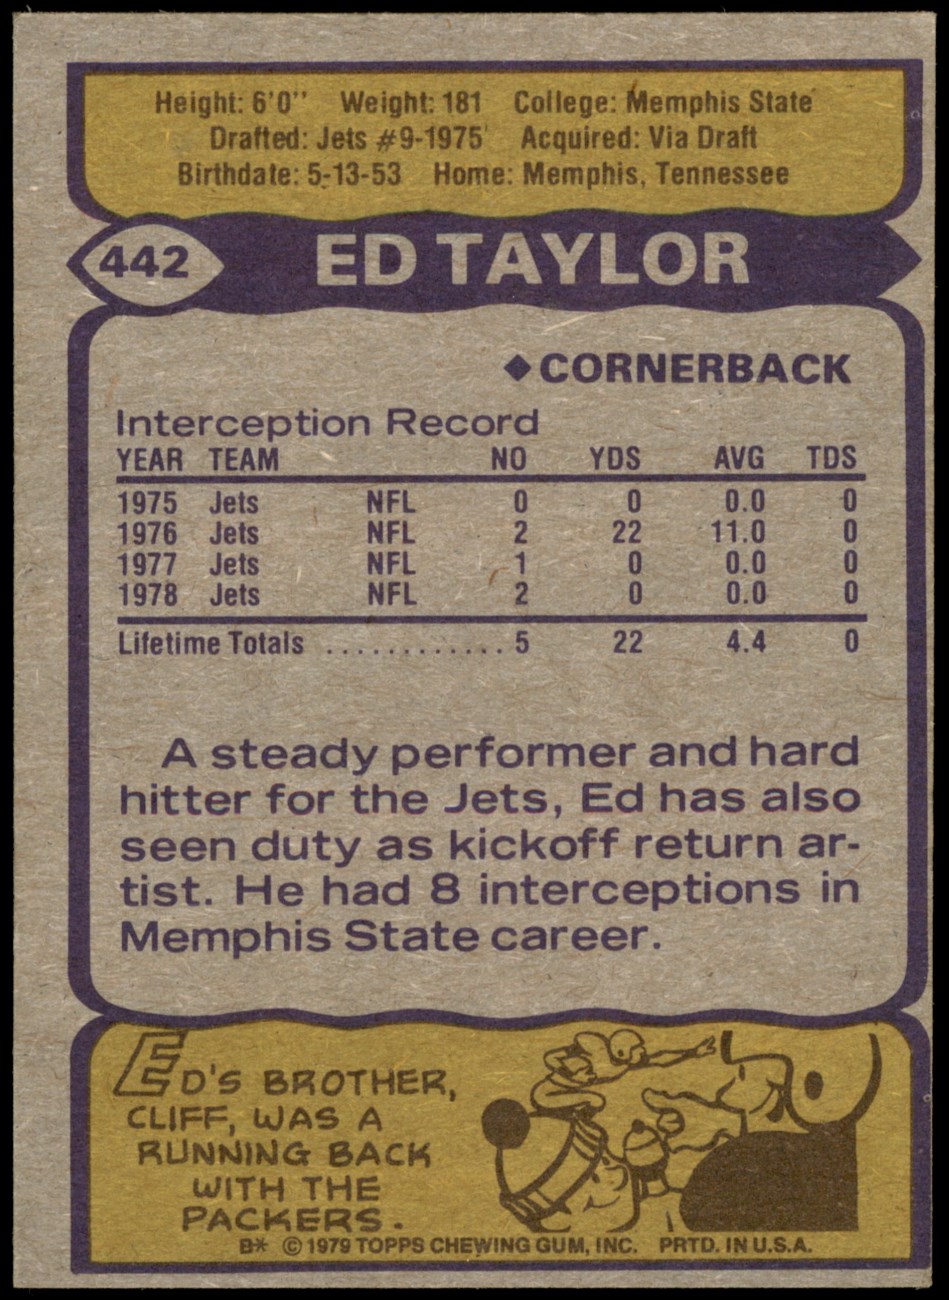 Height: 6'0'' Weight: 181 College: Memphis State
Drafted: Jets #9-1975 Acquired: Via Draft
Birthdate: 5-13-53 Home: Memphis, Tennessee
442 ED TAYLOR
◆CORNERBACK
Interception Record
YEAR TEAM NO YDS AVG TDS
1975 Jets NFL 0 0 0.0 0
1976 Jets NFL 2 22 11.0 0
1977 Jets NFL 1 0 0.0 0
1978 Jets NFL 2 0 0.0 0
Lifetime Totals ............. 5 22 4.4 0
A steady performer and hard
hitter for the Jets, Ed has also
seen duty as kickoff return ar-
tist. He had 8 interceptions in
Memphis State career.
ED'S BROTHER,
CLIFF, WAS A
RUNNING BACK
WITH THE
PACKERS.
B* © 1979 TOPPS CHEWING GUM, INC. PRTD. IN U.S.A.